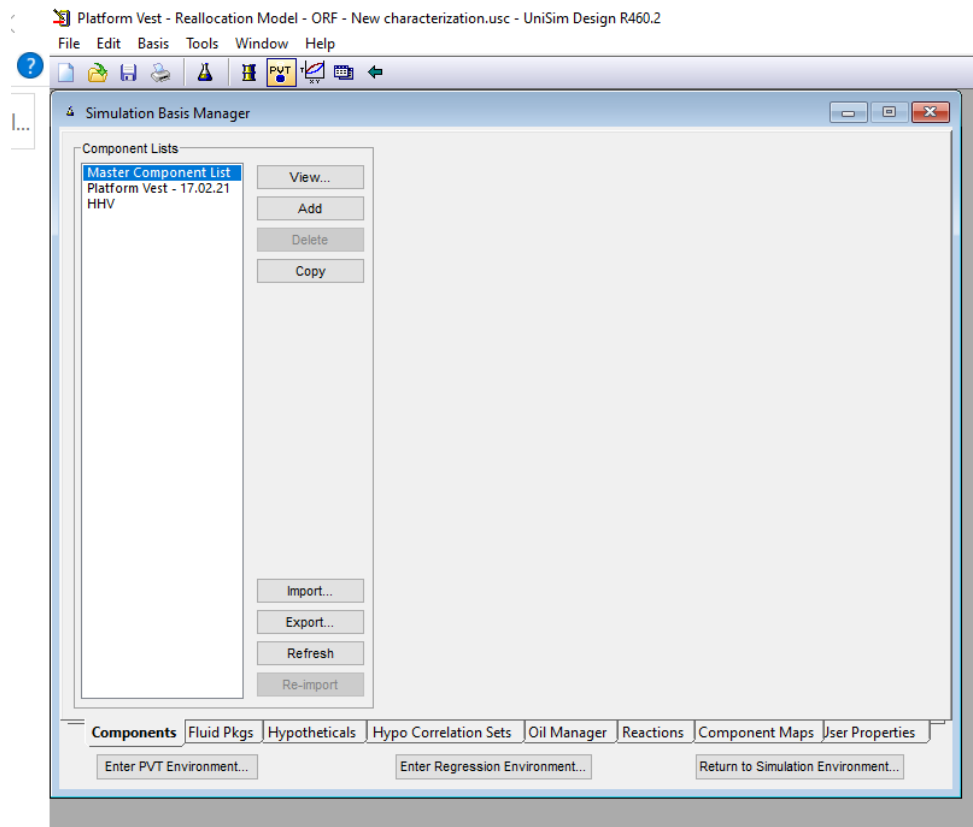 Platform Vest - Reallocation Model - ORF - New characterization.usc - UniSim Design R460.2
File Edit Basis Tools Window Help
?
PVT
XY
l...
Simulation Basis Manager
Component Lists
Master Component List
Platform Vest - 17.02.21
HHV
View...
Add
Delete
Copy
Import...
Export...
Refresh
Re-import
Components Fluid Pkgs Hypotheticals Hypo Correlation Sets Oil Manager Reactions Component Maps User Properties
Enter PVT Environment... Enter Regression Environment... Return to Simulation Environment...